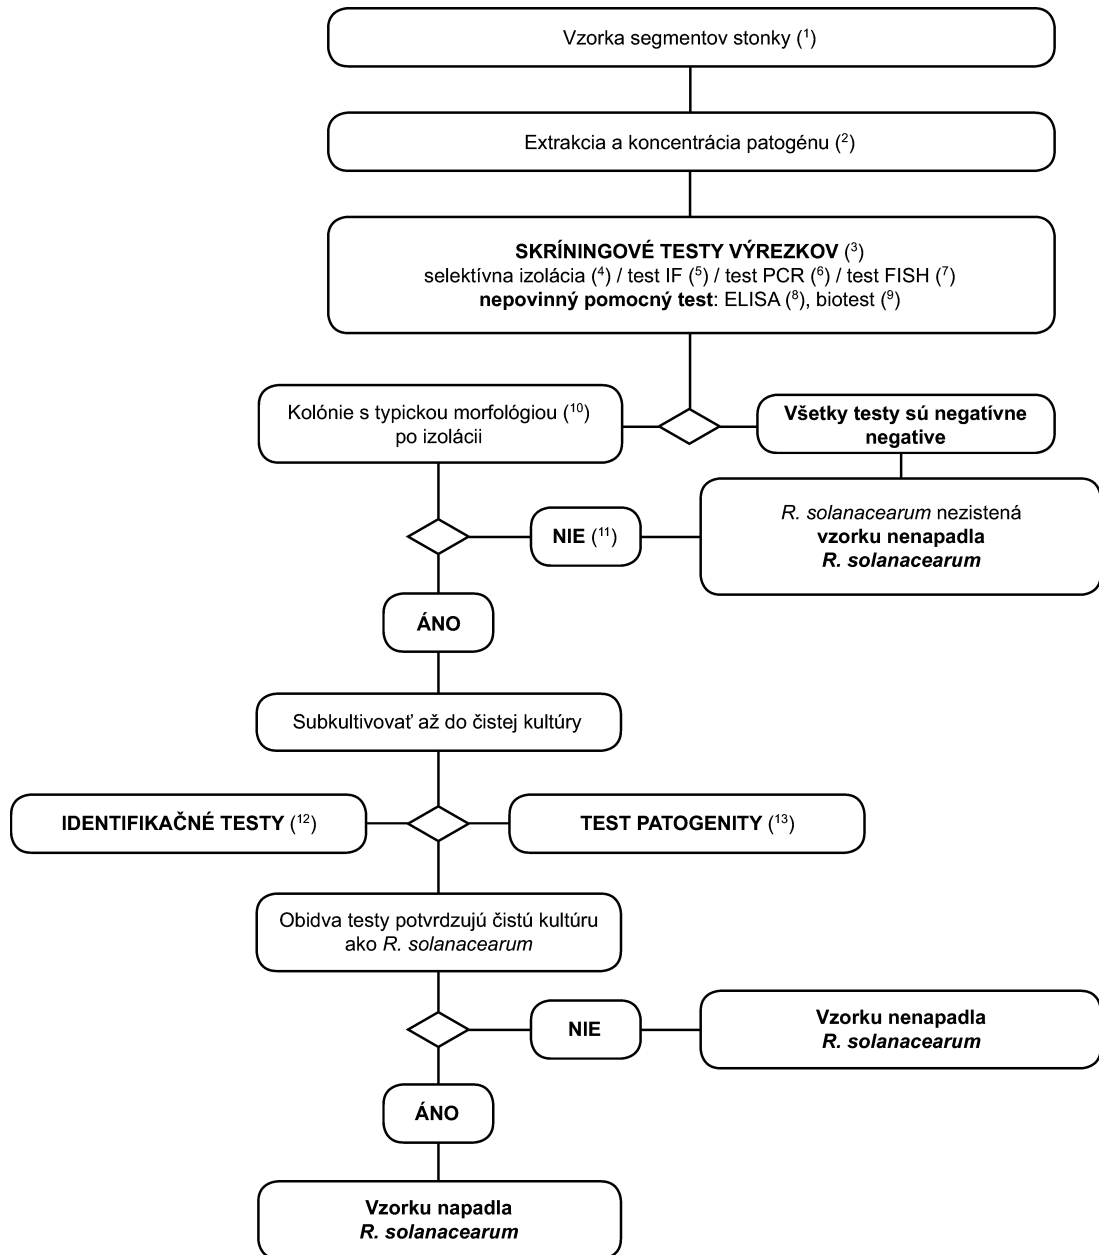 Vzorka segmentov stonky (¹)
Extrakcia a koncentrácia patogénu (²)
SKRÍNINGOVÉ TESTY VÝREZKOV (³)
selektívna izolácia (⁴) / test IF (⁵) / test PCR (⁶) / test FISH (⁷)
nepovinný pomocný test: ELISA (⁸), biotest (⁹)
Kolónie s typickou morfológiou (¹⁰)
po izolácii
Všetky testy sú negatívne
negative
NIE (¹¹)
R. solanacearum nezistená
vzorku nenapadla
R. solanacearum
ÁNO
Subkultivovať až do čistej kultúry
IDENTIFIKAČNÉ TESTY (¹²)
TEST PATOGENITY (¹³)
Obidva testy potvrdzujú čistú kultúru
ako R. solanacearum
NIE
Vzorku nenapadla
R. solanacearum
ÁNO
Vzorku napadla
R. solanacearum